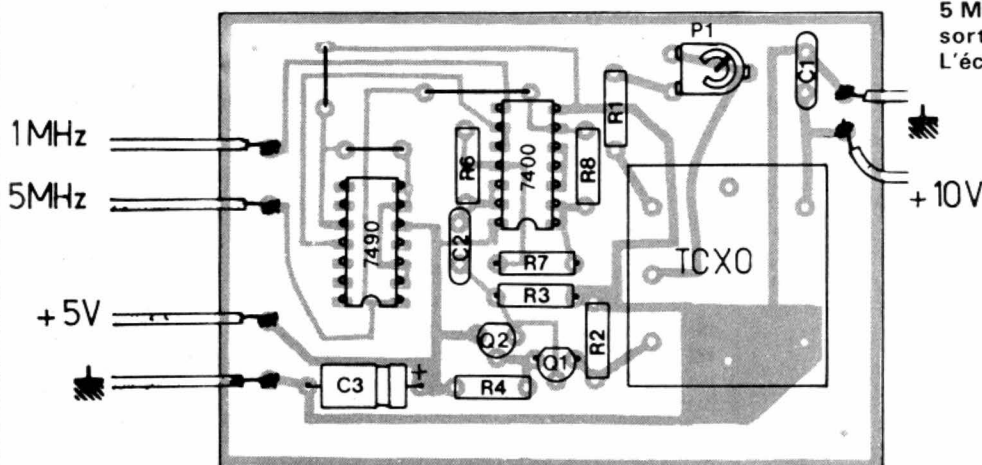 5 M
sort
L'éc
P1
C1
R1
1MHz
R6
7400
R8
5MHz
+10V
7490
C2
R7
TCXO
R3
+5V
Q2
R2
Q1
C3
+
R4